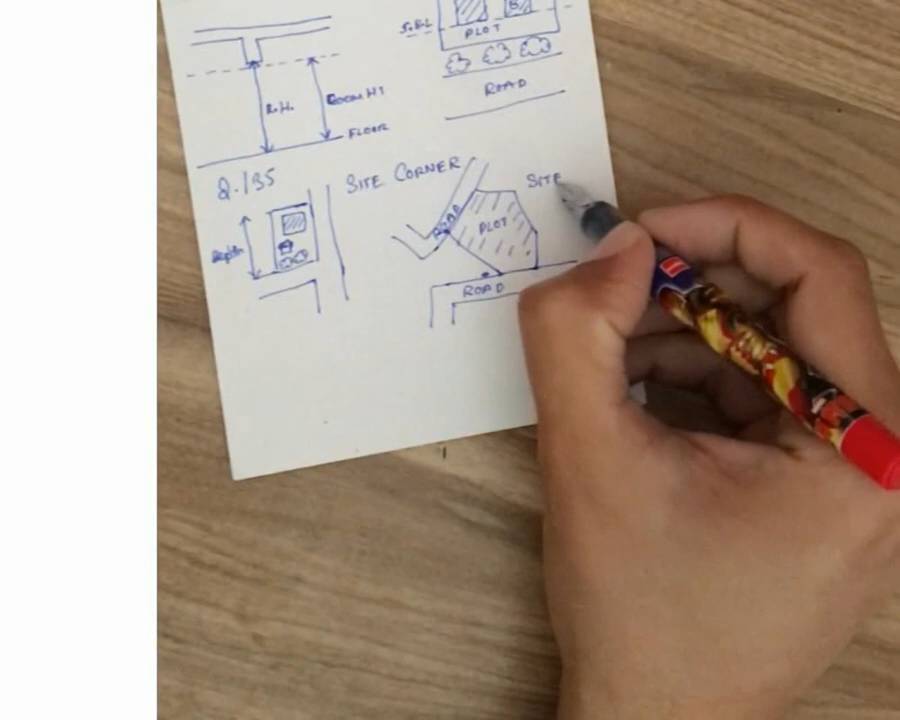 S.B.L
B
PLOT
ROAD
R.H.
ROOM HT
FLOOR
Q.135
SITE CORNER
Depth
ROAD
PLOT
ROAD
SITE